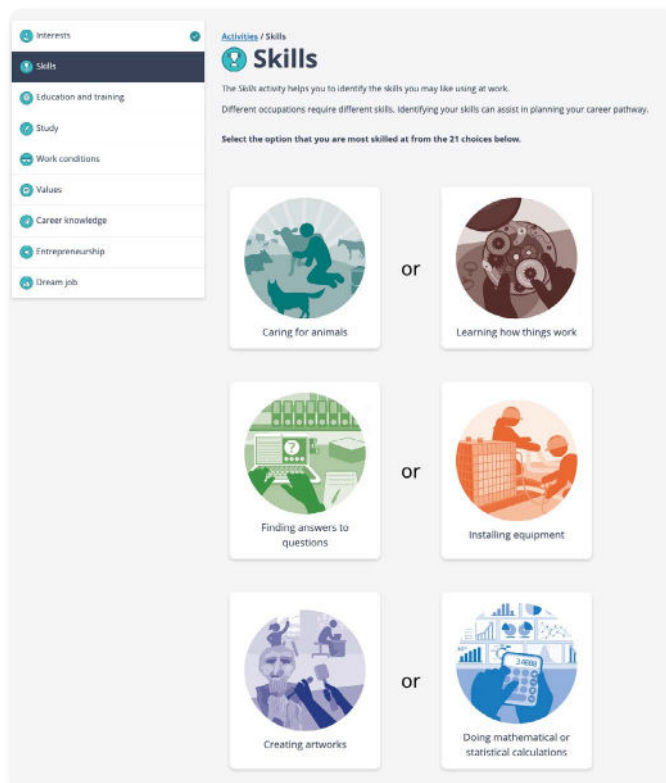 Interests
Skills
Education and training
Study
Work conditions
Values
Career knowledge
Entrepreneurship
Dream job
Activities / Skills
Skills
The Skills activity helps you to identify the skills you may like using at work.
Different occupations require different skills. Identifying your skills can assist in planning your career pathway.
Select the option that you are most skilled at from the 21 choices below.
or
Caring for animals
Learning how things work
?
or
Finding answers to
questions
Installing equipment
or
Creating artworks
Doing mathematical or
statistical calculations